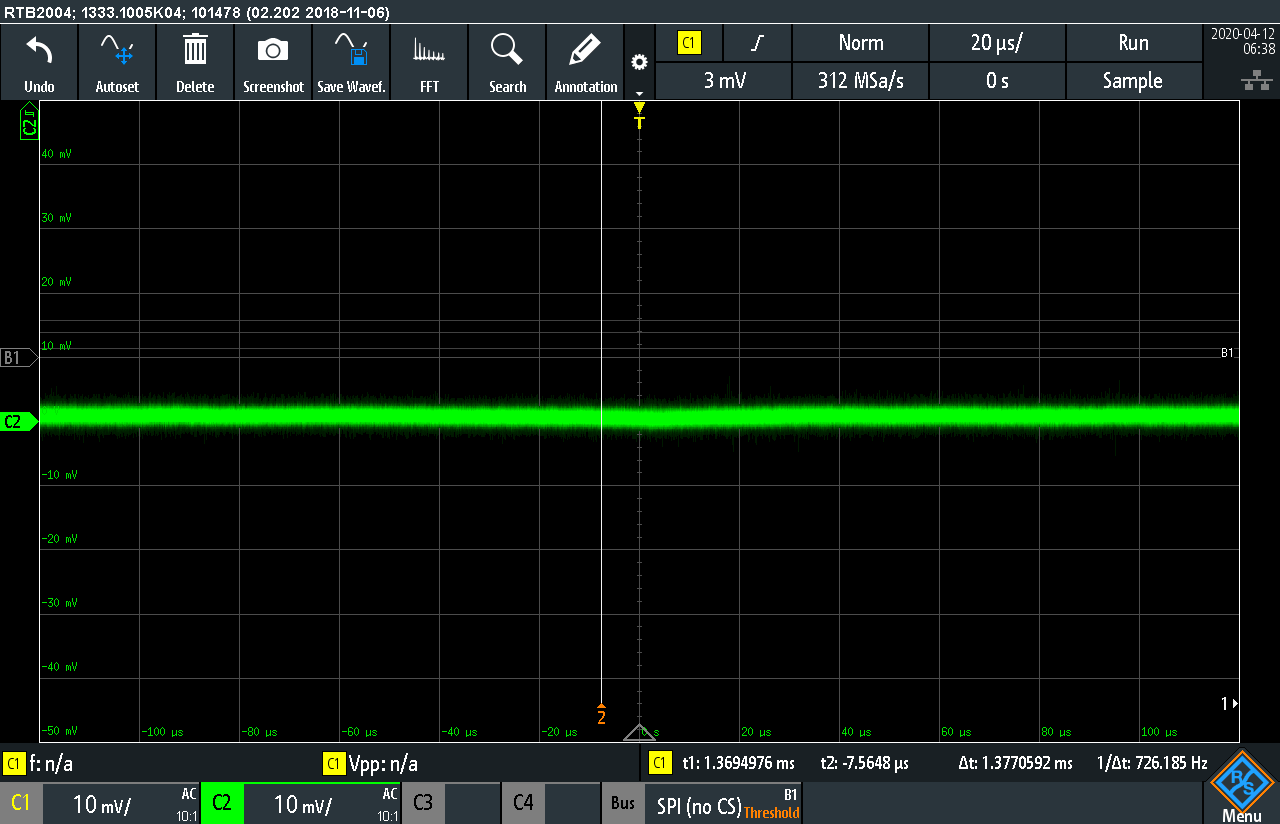 RTB2004; 1333.1005K04; 101478 (02.202 2018-11-06)
Undo
Autoset
Delete
Screenshot
Save Wavef.
FFT
Search
Annotation
C1
Norm
20 µs/
Run
3 mV
312 MSa/s
0 s
Sample
2020-04-12
06:38
C2
T
40 mV
30 mV
20 mV
10 mV
B1
B1
C2
-10 mV
-20 mV
-30 mV
-40 mV
-50 mV
1
2
-100 µs
-80 µs
-60 µs
-40 µs
-20 µs
0 s
20 µs
40 µs
60 µs
80 µs
100 µs
C1 f: n/a
C1 Vpp: n/a
C1 t1: 1.3694976 ms t2: -7.5648 µs Δt: 1.3770592 ms 1/Δt: 726.185 Hz
C1 10 mV/ AC 10:1
C2 10 mV/ AC 10:1
C3
C4
Bus
SPI (no CS) B1
Threshold
R S
Menu